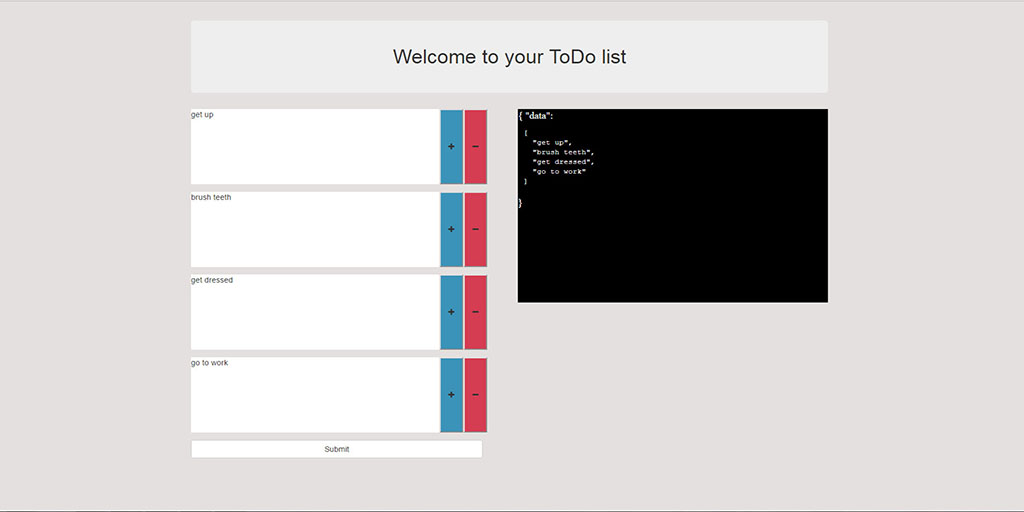 Welcome to your ToDo list
get up
+ −
brush teeth
+ −
get dressed
+ −
go to work
+ −
Submit
{ "data":
[
"get up",
"brush teeth",
"get dressed",
"go to work"
]
}